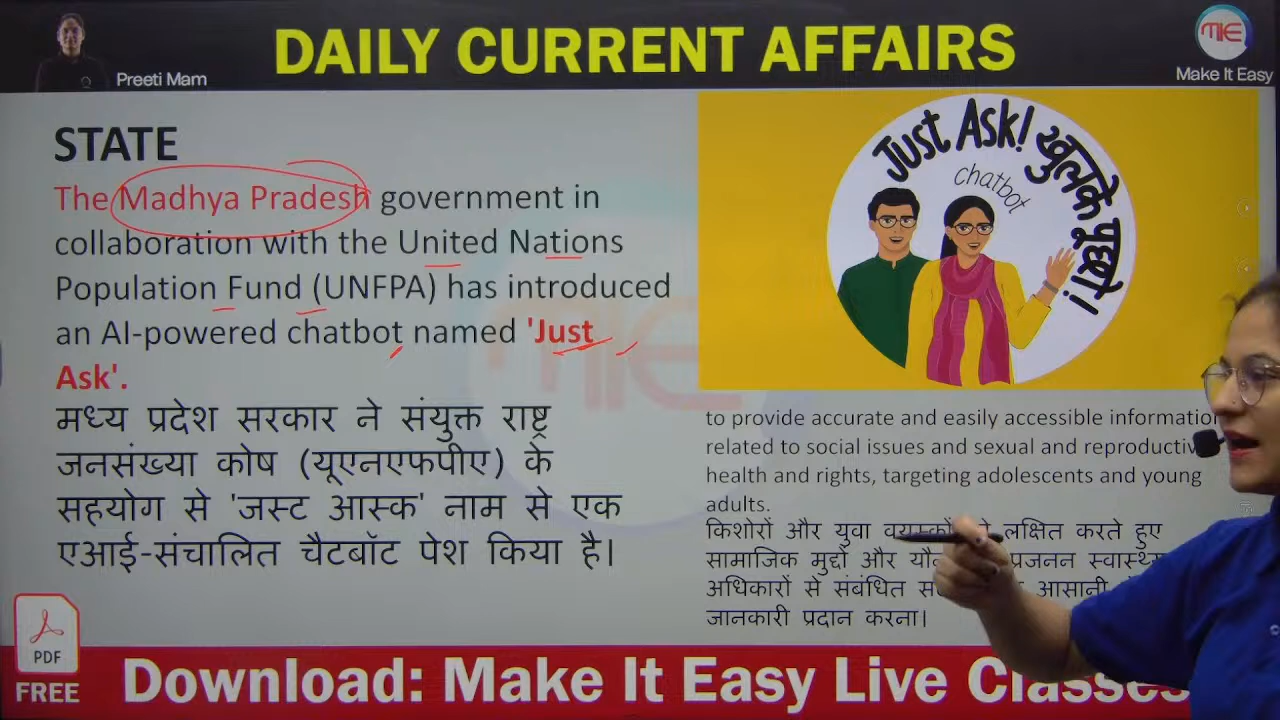 Preeti Mam
DAILY CURRENT AFFAIRS
MIE
Make It Easy
STATE
The Madhya Pradesh government in
collaboration with the United Nations
Population Fund (UNFPA) has introduced
an AI-powered chatbot named 'Just
Ask'.
मध्य प्रदेश सरकार ने संयुक्त राष्ट्र
जनसंख्या कोष (यूएनएफपीए) के
सहयोग से 'जस्ट आस्क' नाम से एक
एआई-संचालित चैटबॉट पेश किया है।
Just Ask! खुलके पूछो!
chatbot
to provide accurate and easily accessible information
related to social issues and sexual and reproductive
health and rights, targeting adolescents and young
adults.
किशोरों और युवा वयस्कों लक्षित करते हुए
सामाजिक मुद्दों और प्रजनन स्वास्थ्य
अधिकारों से संबंधित आसानी
जानकारी प्रदान करना।
PDF
FREE
Download: Make It Easy Live Classes